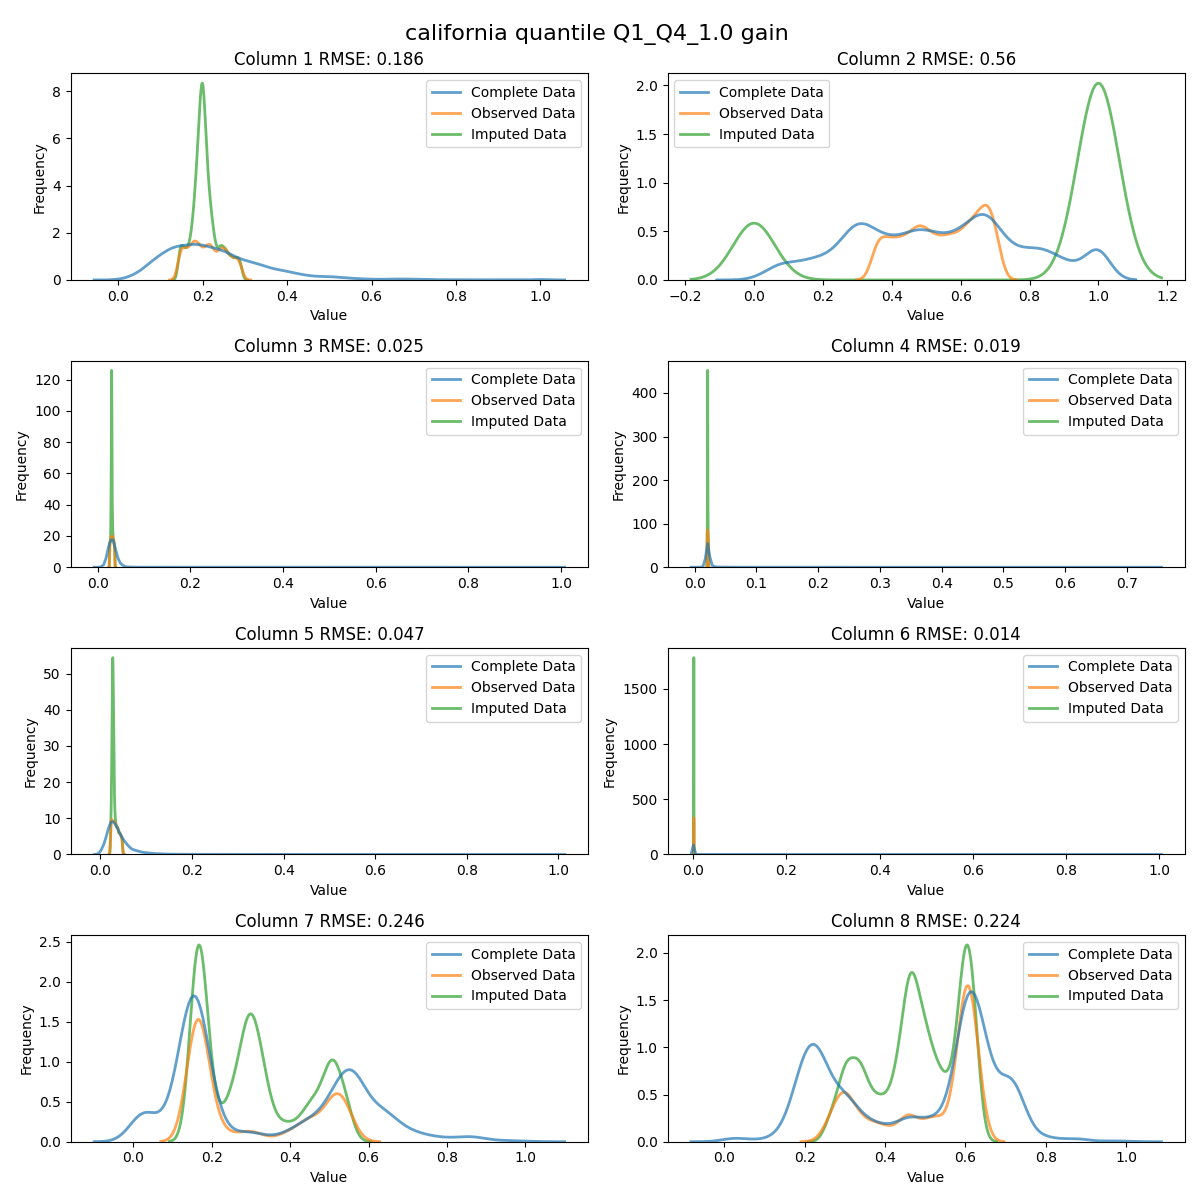 california quantile Q1_Q4_1.0 gain
Column 1 RMSE: 0.186
Frequency
8
6
4
2
0
Complete Data
Observed Data
Imputed Data
0.0 0.2 0.4 0.6 0.8 1.0
Value
Column 2 RMSE: 0.56
Frequency
2.0
1.5
1.0
0.5
0.0
Complete Data
Observed Data
Imputed Data
−0.2 0.0 0.2 0.4 0.6 0.8 1.0 1.2
Value
Column 3 RMSE: 0.025
Frequency
120
100
80
60
40
20
0
Complete Data
Observed Data
Imputed Data
0.0 0.2 0.4 0.6 0.8 1.0
Value
Column 4 RMSE: 0.019
Frequency
400
300
200
100
0
Complete Data
Observed Data
Imputed Data
0.0 0.1 0.2 0.3 0.4 0.5 0.6 0.7
Value
Column 5 RMSE: 0.047
Frequency
50
40
30
20
10
0
Complete Data
Observed Data
Imputed Data
0.0 0.2 0.4 0.6 0.8 1.0
Value
Column 6 RMSE: 0.014
Frequency
1500
1000
500
0
Complete Data
Observed Data
Imputed Data
0.0 0.2 0.4 0.6 0.8 1.0
Value
Column 7 RMSE: 0.246
Frequency
2.5
2.0
1.5
1.0
0.5
0.0
Complete Data
Observed Data
Imputed Data
0.0 0.2 0.4 0.6 0.8 1.0
Value
Column 8 RMSE: 0.224
Frequency
2.0
1.5
1.0
0.5
0.0
Complete Data
Observed Data
Imputed Data
0.0 0.2 0.4 0.6 0.8 1.0
Value